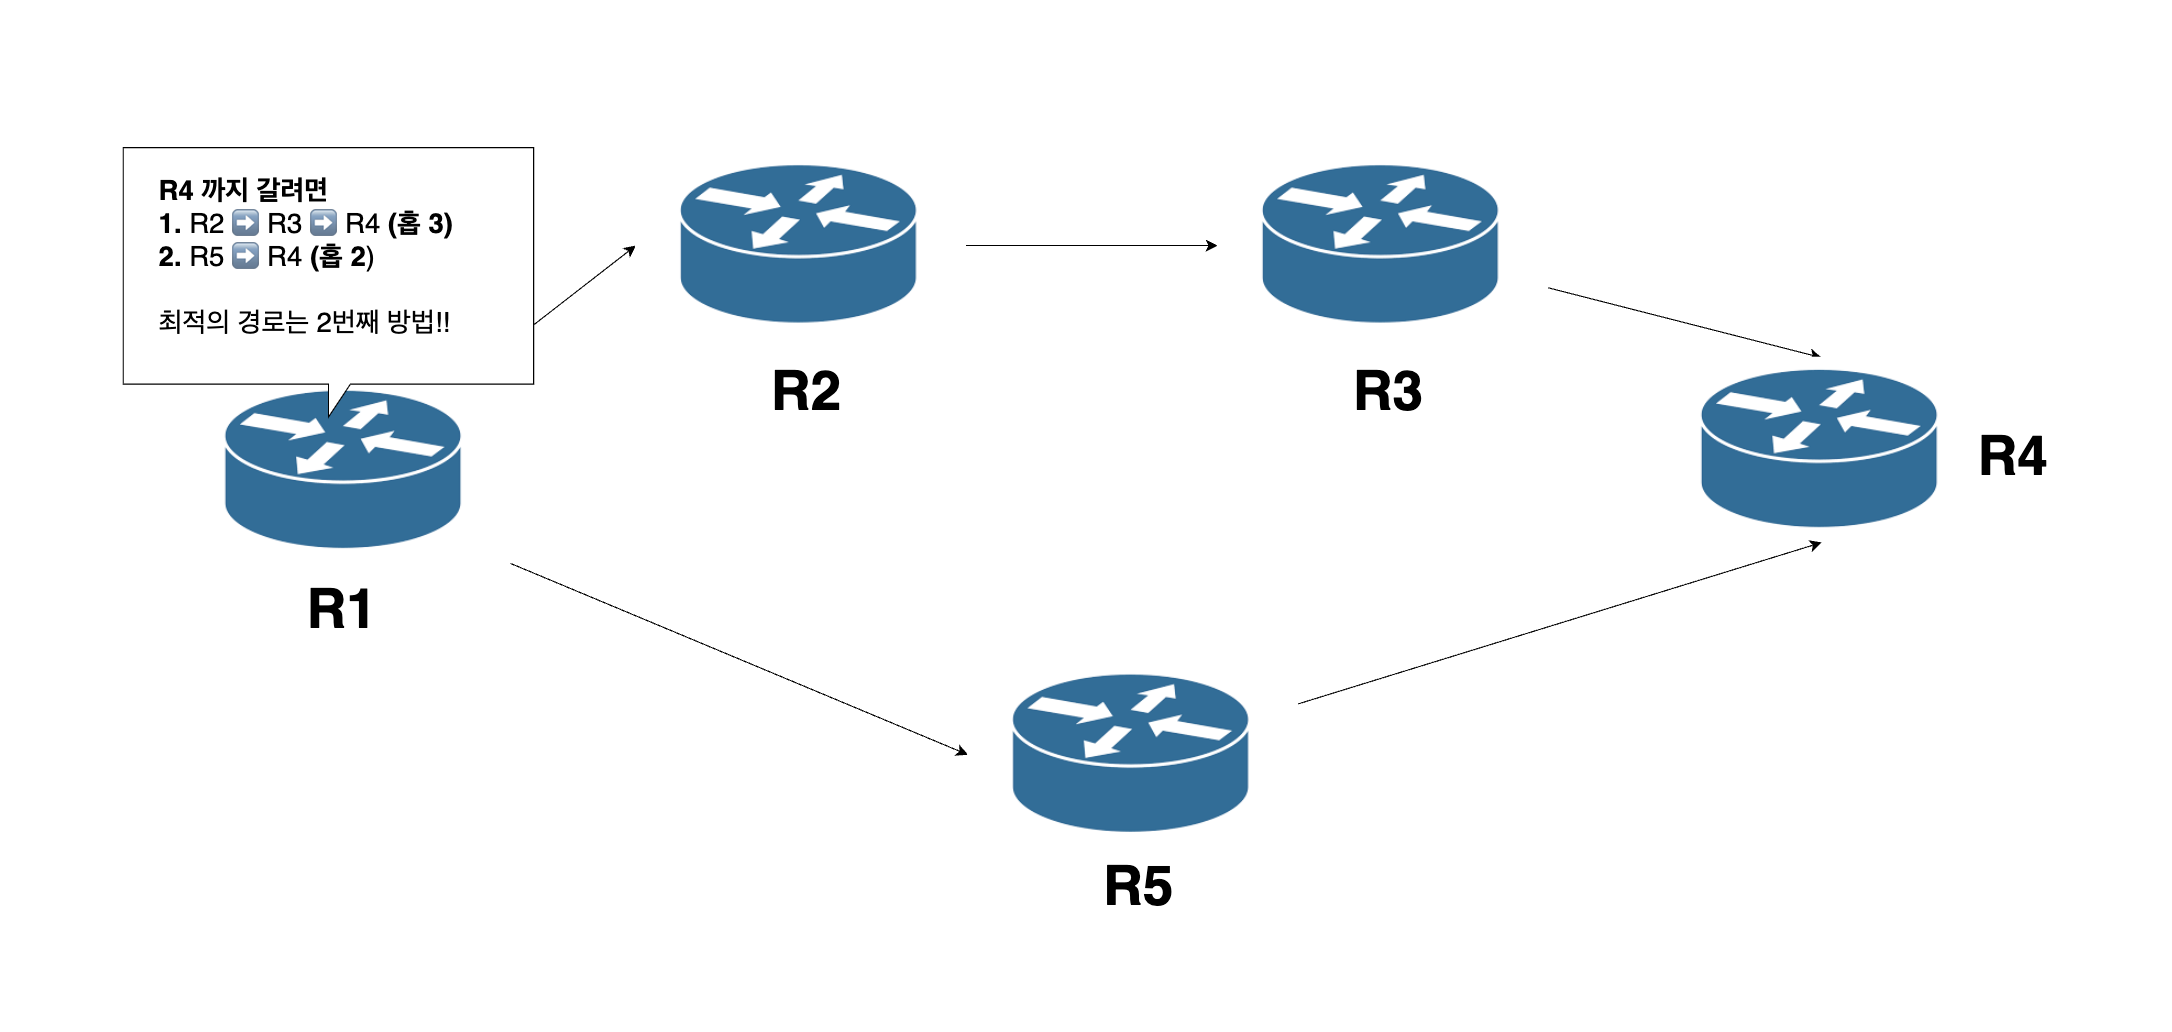 R4 까지 갈려면
1. R2 ➡️ R3 ➡️ R4 (홉 3)
2. R5 ➡️ R4 (홉 2)
최적의 경로는 2번째 방법!!
R2
R3
R4
R1
R5